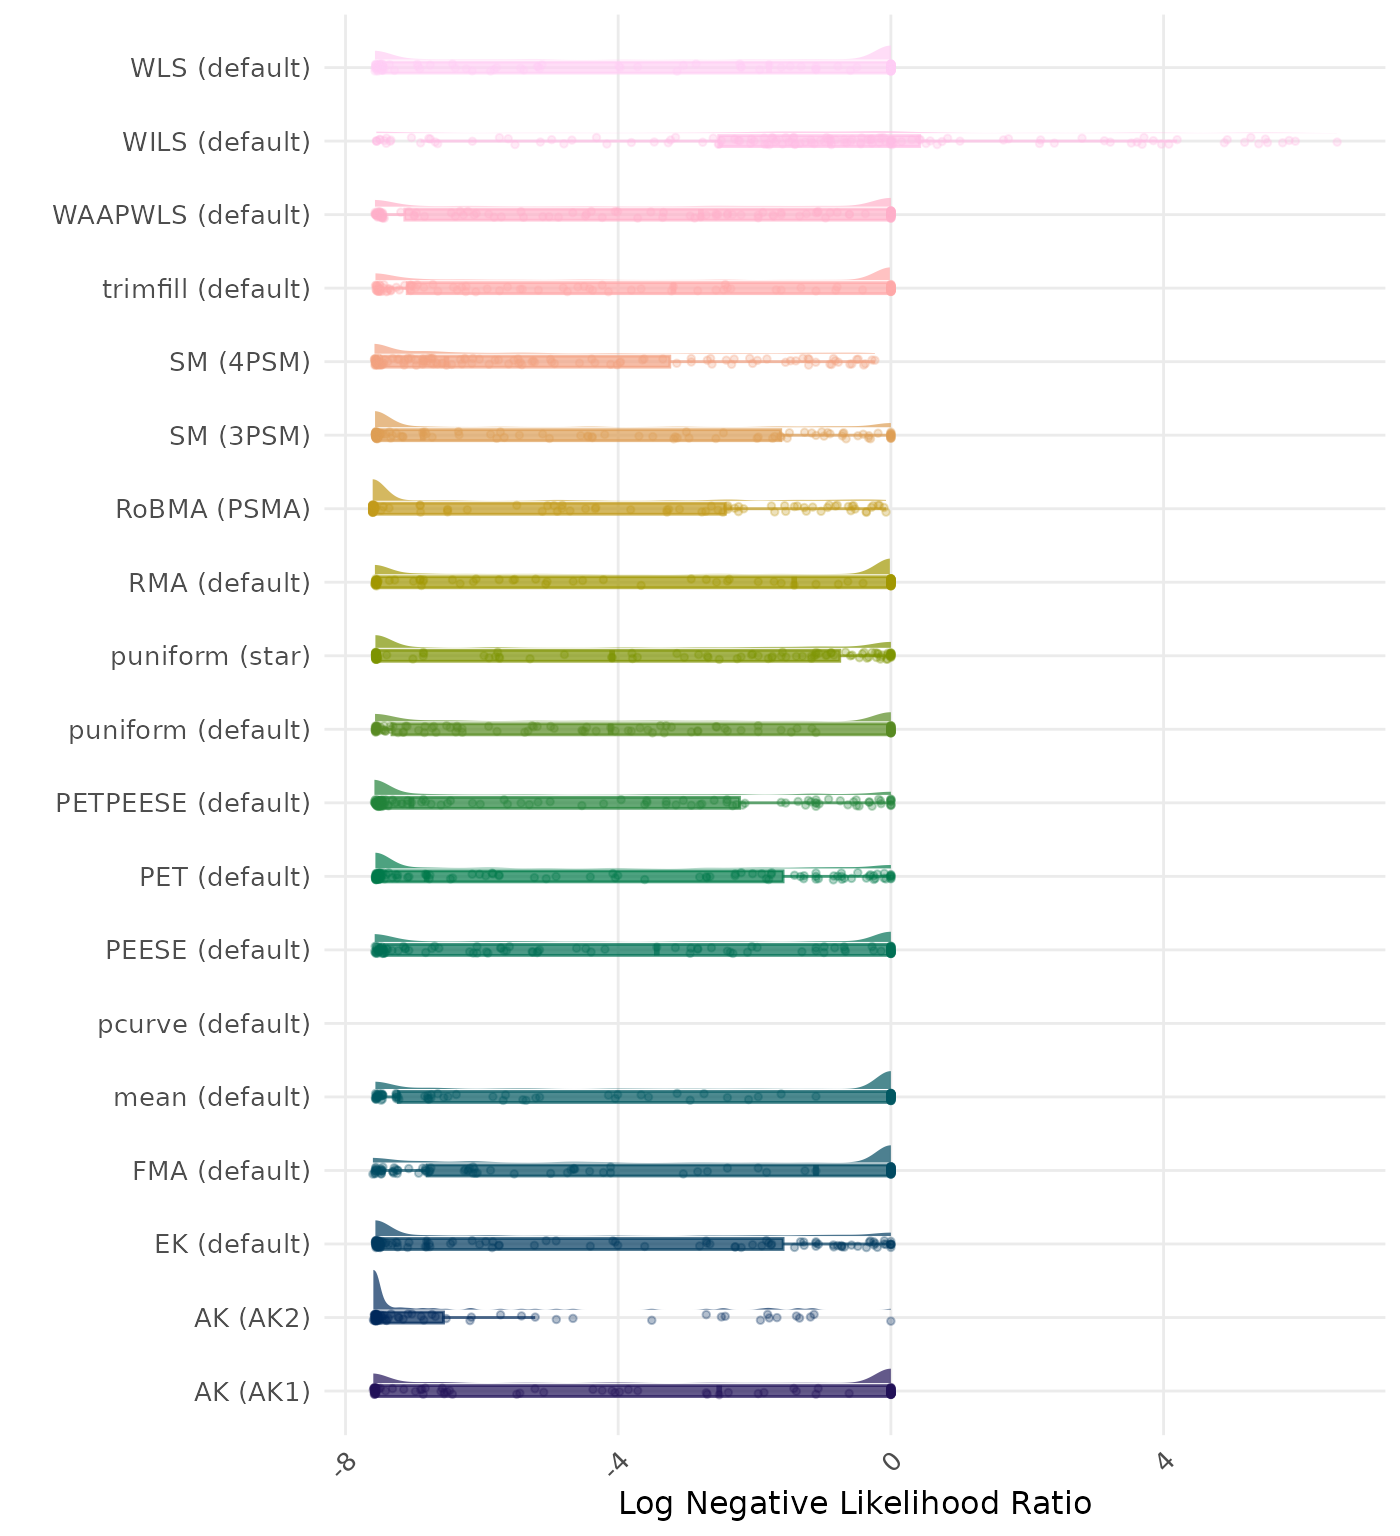 WLS (default)
WILS (default)
WAAPWLS (default)
trimfill (default)
SM (4PSM)
SM (3PSM)
RoBMA (PSMA)
RMA (default)
puniform (star)
puniform (default)
PETPEESE (default)
PET (default)
PEESE (default)
pcurve (default)
mean (default)
FMA (default)
EK (default)
AK (AK2)
AK (AK1)
-8 -4 0 4
Log Negative Likelihood Ratio